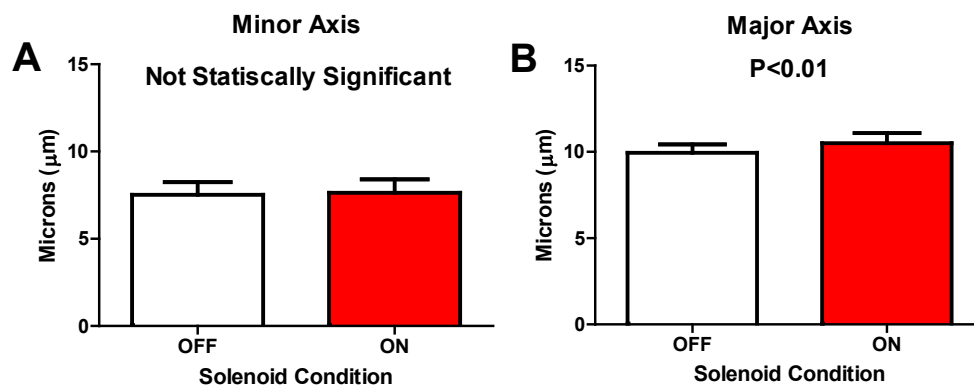 A
Minor Axis
Not Statiscally Significant
Microns (μm)
15
10
5
0
OFF
ON
Solenoid Condition
B
Major Axis
P<0.01
Microns (μm)
15
10
5
0
OFF
ON
Solenoid Condition